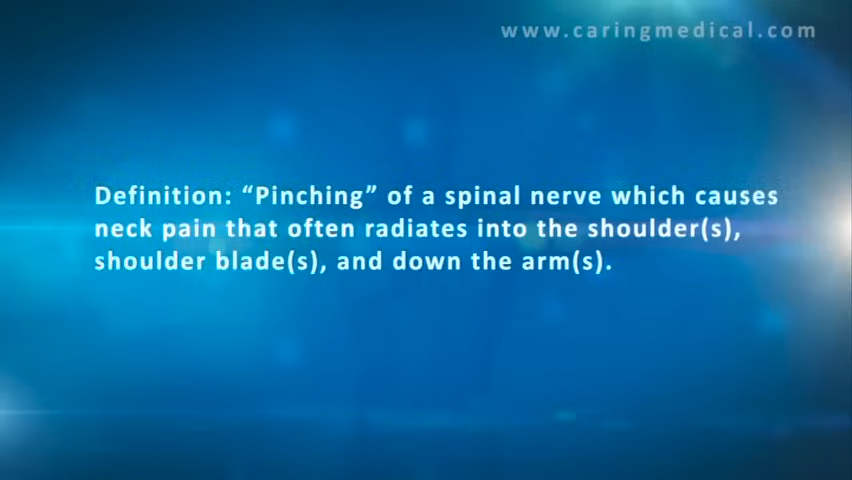 www.caringmedical.com
Definition: “Pinching” of a spinal nerve which causes
neck pain that often radiates into the shoulder(s),
shoulder blade(s), and down the arm(s).